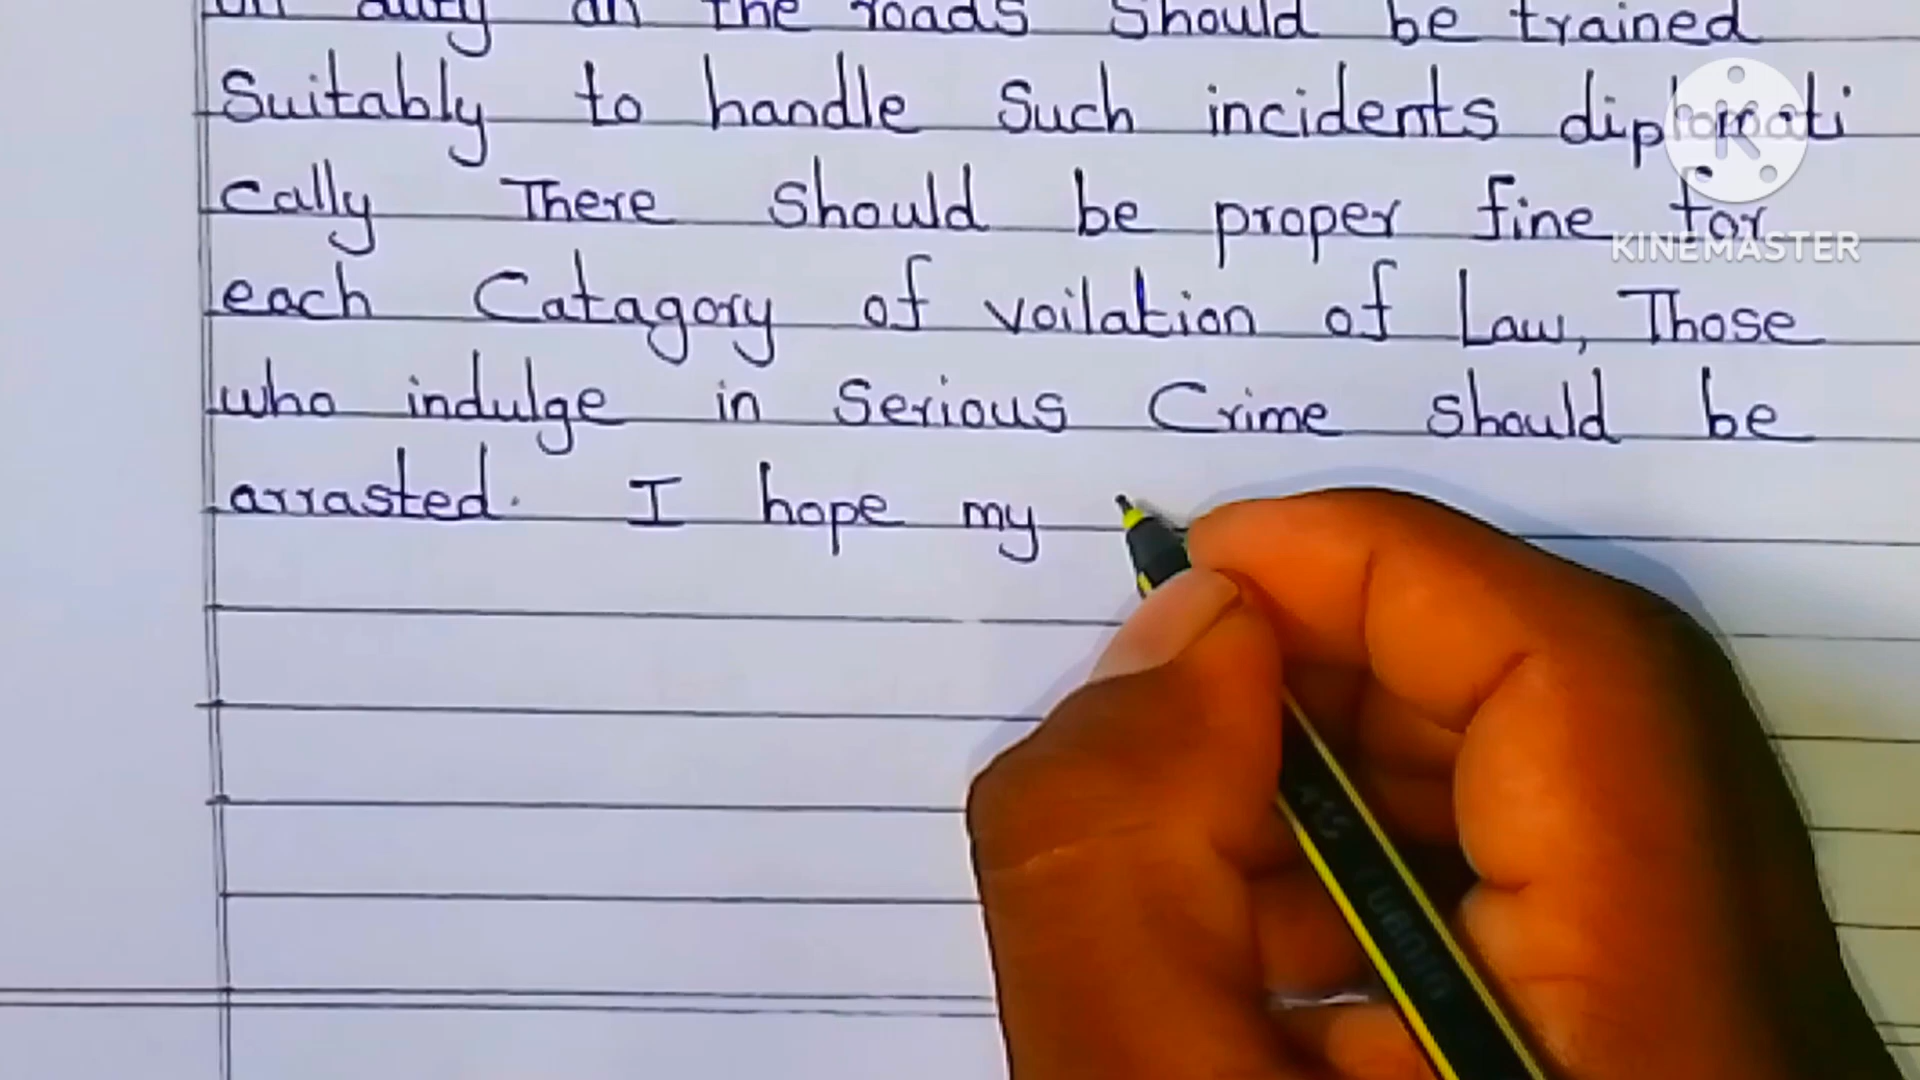 on duty on the roads should be trained
Suitably to handle Such incidents diplomati
cally There should be proper fine for
KINEMASTER
each Catagory of voilation of Law, Those
who indulge in Serious Crime should be
arrasted. I hope my